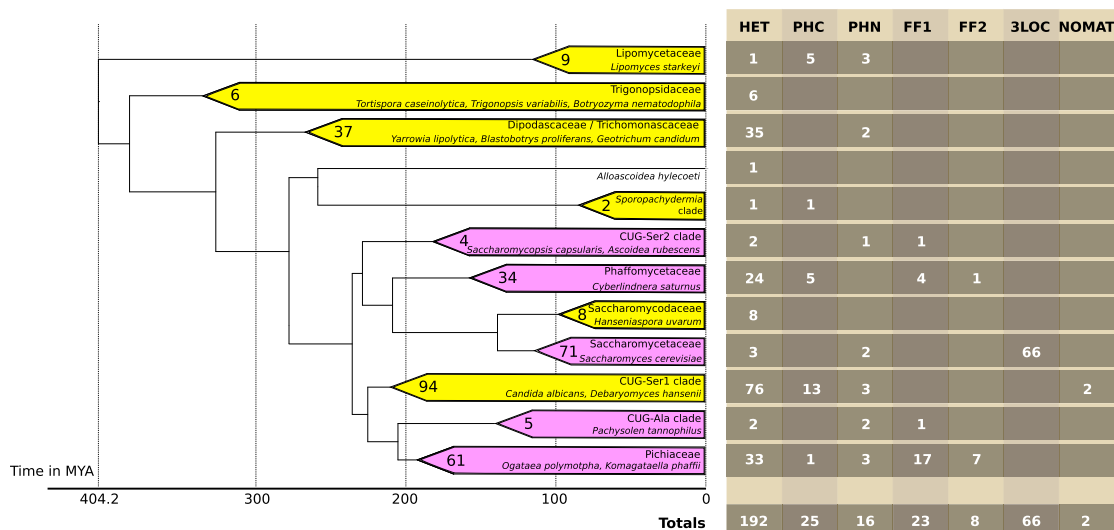 HET PHC PHN FF1 FF2 3LOC NOMAT
9 Lipomycetaceae 1 5 3
Lipomyces starkeyi
6 Trigonopsidaceae 6
Tortispora caseinolytica, Trigonopsis variabilis, Botryozyma nematodophila
37 Dipodascaceae / Trichomonascaceae 35 2
Yarrowia lipolytica, Blastobotrys proliferans, Geotrichum candidum
Alloascoidea hylecoeti 1
2 Sporopachydermia 1 1
clade
4 CUG-Ser2 clade 2 1 1
Saccharomycopsis capsularis, Ascoidea rubescens
34 Phaffomycetaceae 24 5 4 1
Cyberlindnera saturnus
8 Saccharomycodaceae 8
Hanseniaspora uvarum
71 Saccharomycetaceae 3 2 66
Saccharomyces cerevisiae
94 CUG-Ser1 clade 76 13 3 2
Candida albicans, Debaryomyces hansenii
5 CUG-Ala clade 2 2 1
Pachysolen tannophilus
61 Pichiaceae 33 1 3 17 7
Ogataea polymotpha, Komagataella phaffii
Time in MYA
404.2 300 200 100 0
Totals 192 25 16 23 8 66 2